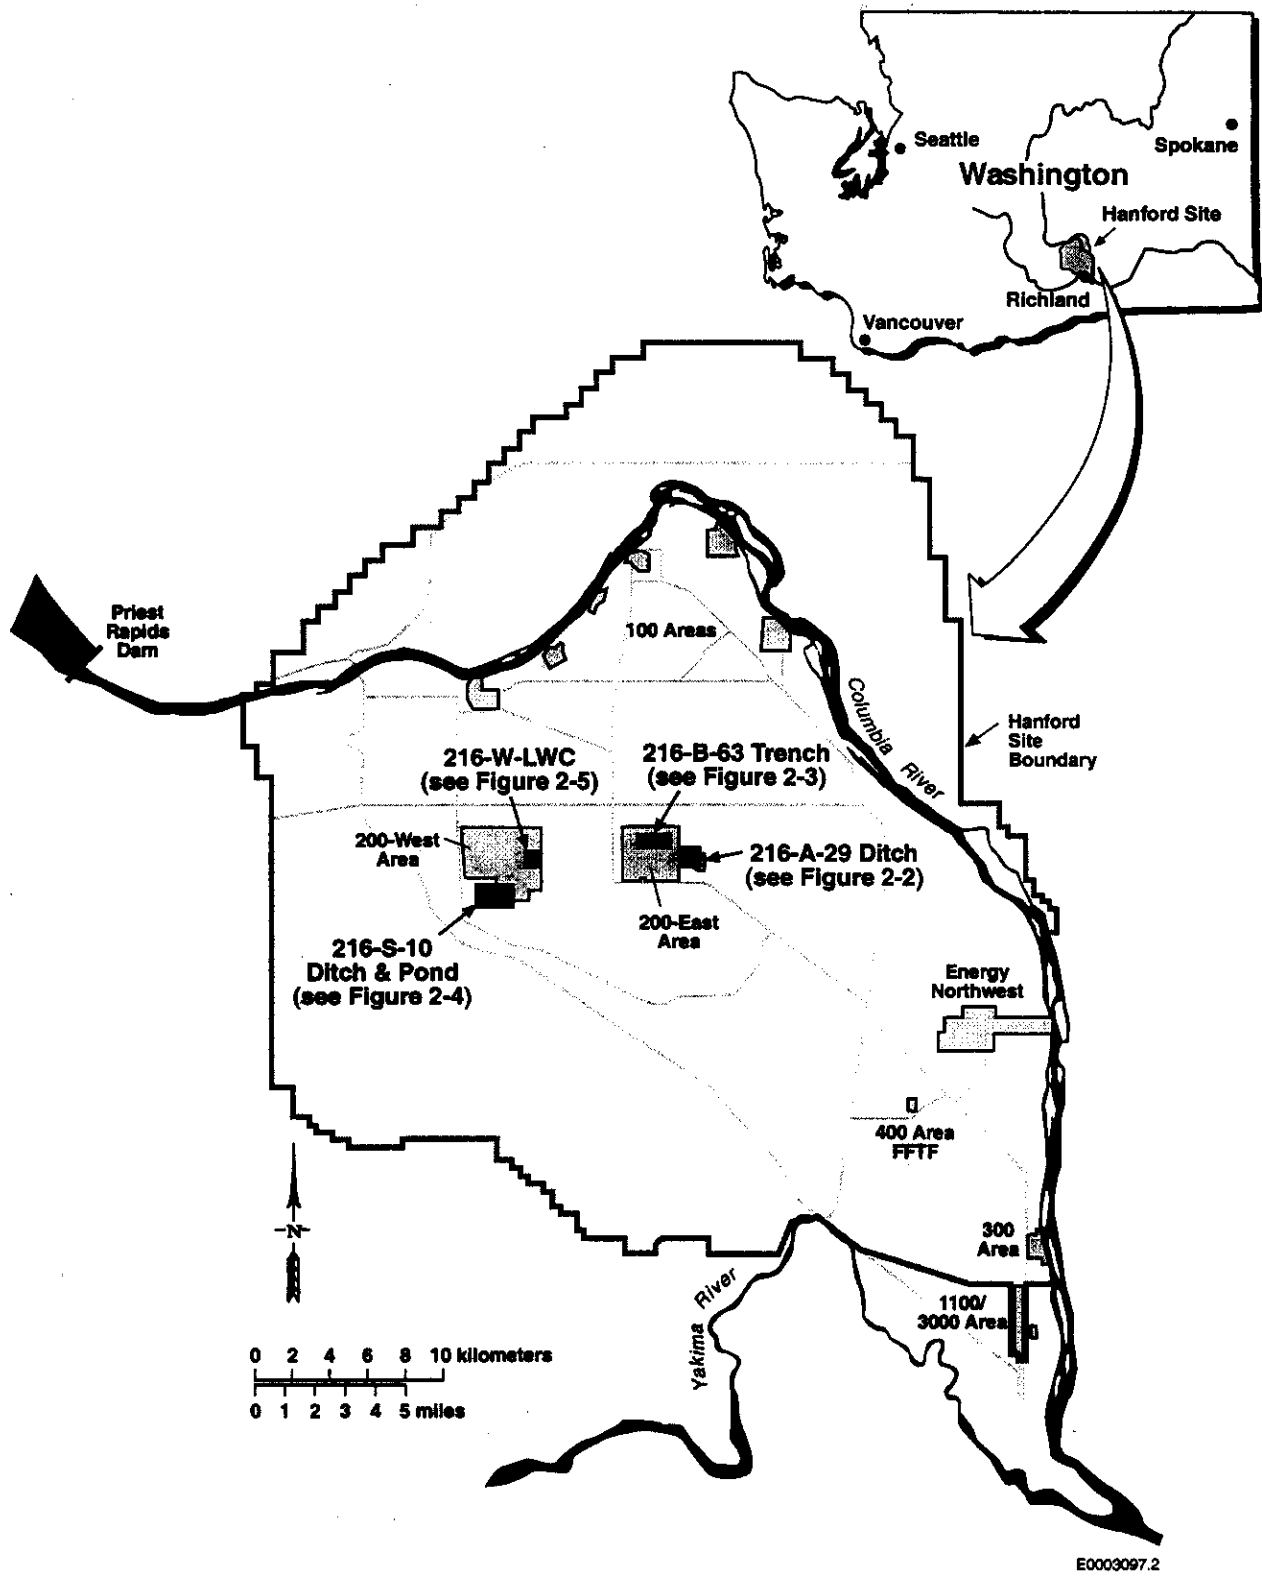 Seattle
Spokane
Washington
Hanford Site
Richland
Vancouver
Priest
Rapids
Dam
100 Areas
Columbia River
Hanford
Site
Boundary
216-W-LWC
(see Figure 2-5)
216-B-63 Trench
(see Figure 2-3)
200-West
Area
216-A-29 Ditch
(see Figure 2-2)
200-East
Area
216-S-10
Ditch & Pond
(see Figure 2-4)
Energy
Northwest
400 Area
FFTF
N
300
Area
Yakima River
1100/
3000 Area
0 2 4 6 8 10 kilometers
0 1 2 3 4 5 miles
E0003097.2